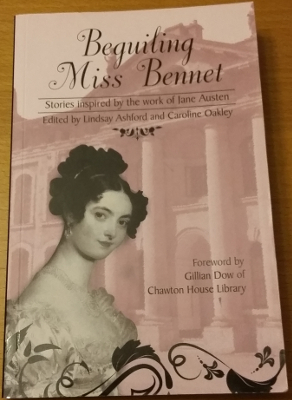 Beguiling
Miss Bennet
Stories inspired by the work of Jane Austen
Edited by Lindsay Ashford and Caroline Oakley
Foreword by
Gillian Dow of
Chawton House Library